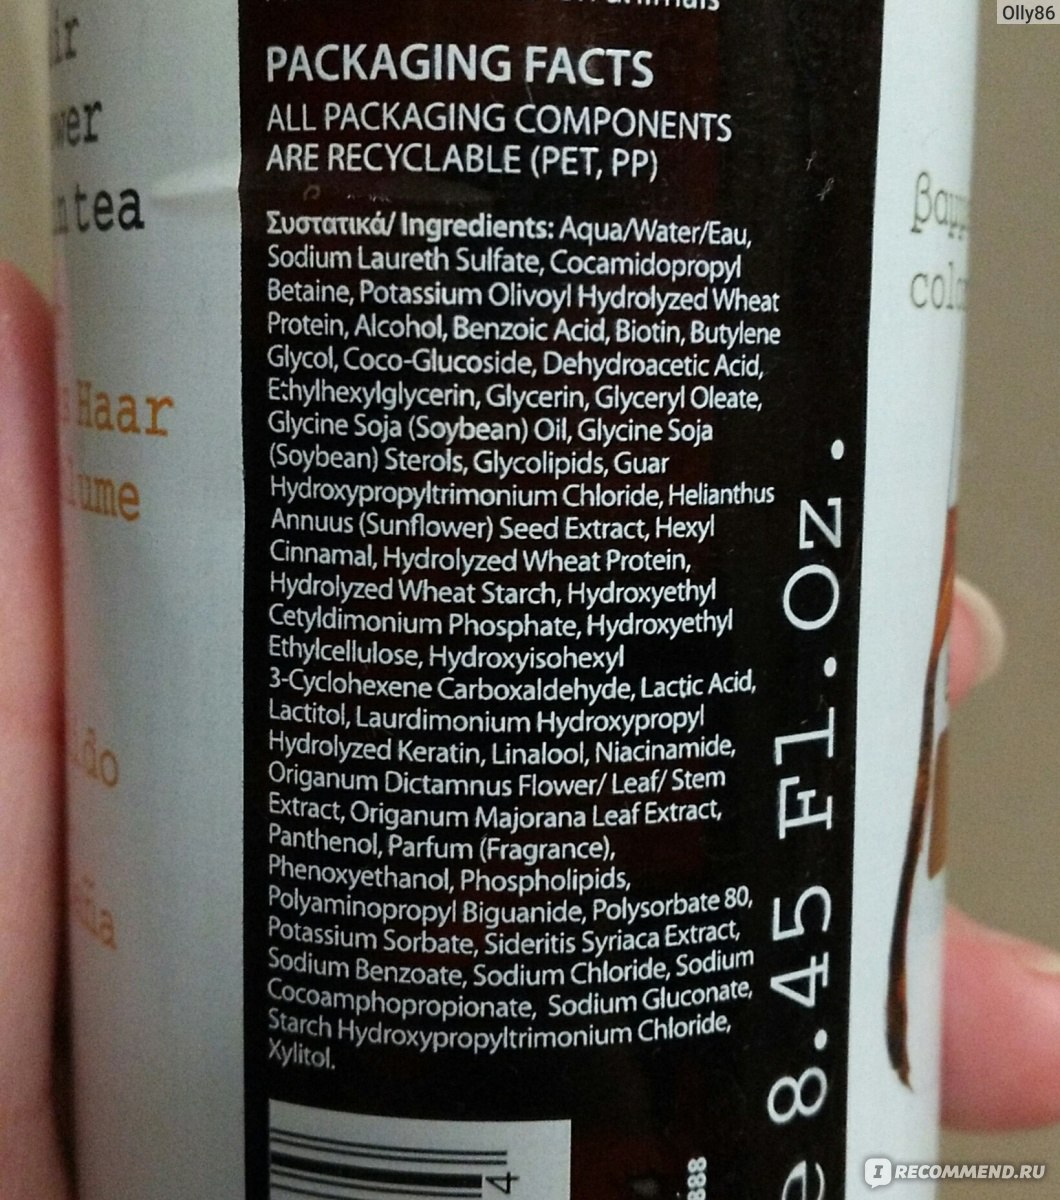 Olly86
PACKAGING FACTS
ALL PACKAGING COMPONENTS
ARE RECYCLABLE (PET, PP)
Συστατικά/ Ingredients: Aqua/Water/Eau,
Sodium Laureth Sulfate, Cocamidopropyl
Betaine, Potassium Olivoyl Hydrolyzed Wheat
Protein, Alcohol, Benzoic Acid, Biotin, Butylene
Glycol, Coco-Glucoside, Dehydroacetic Acid,
Ethylhexylglycerin, Glycerin, Glyceryl Oleate,
Glycine Soja (Soybean) Oil, Glycine Soja
(Soybean) Sterols, Glycolipids, Guar
Hydroxypropyltrimonium Chloride, Helianthus
Annuus (Sunflower) Seed Extract, Hexyl
Cinnamal, Hydrolyzed Wheat Protein,
Hydrolyzed Wheat Starch, Hydroxyethyl
Cetyldimonium Phosphate, Hydroxyethyl
Ethylcellulose, Hydroxyisohexyl
3-Cyclohexene Carboxaldehyde, Lactic Acid,
Lactitol, Laurdimonium Hydroxypropyl
Hydrolyzed Keratin, Linalool, Niacinamide,
Origanum Dictamnus Flower/ Leaf/ Stem
Extract, Origanum Majorana Leaf Extract,
Panthenol, Parfum (Fragrance),
Phenoxyethanol, Phospholipids,
Polyaminopropyl Biguanide, Polysorbate 80,
Potassium Sorbate, Sideritis Syriaca Extract,
Sodium Benzoate, Sodium Chloride, Sodium
Cocoamphopropionate, Sodium Gluconate,
Starch Hydroxypropyltrimonium Chloride,
Xylitol.
tea
Haar
e 8.45 Fl. Oz.
4
888
IRECOMMEND.RU